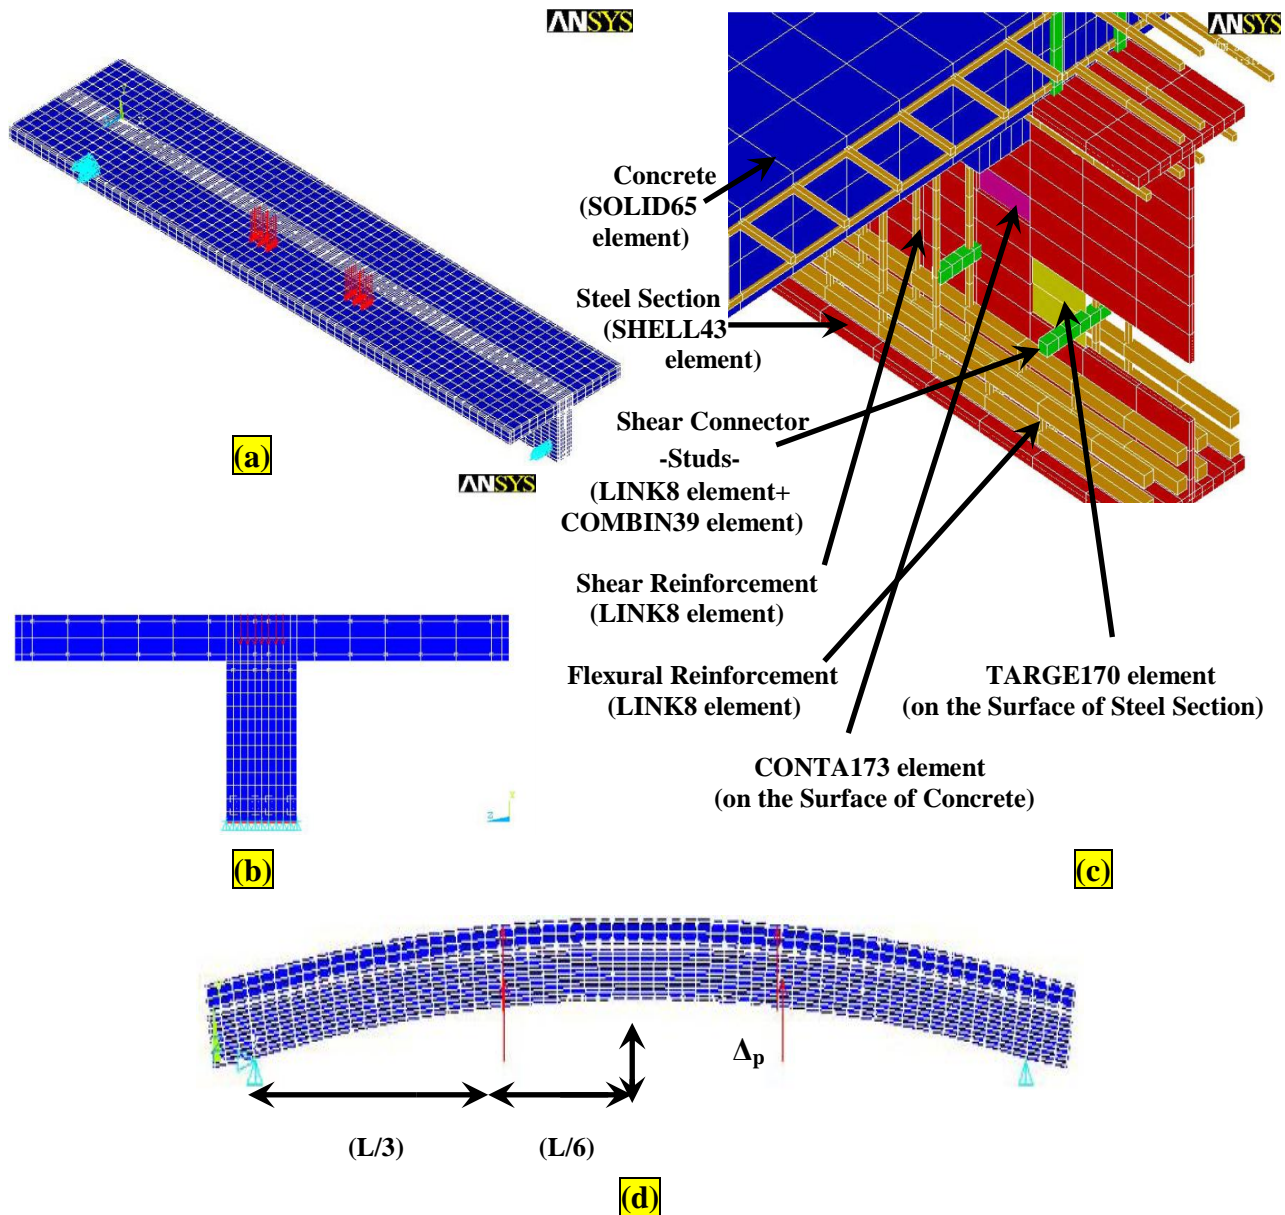 ANSYS
ANSYS
Concrete
(SOLID65
element)
Steel Section
(SHELL43
element)
(a)
Shear Connector
-Studs-
(LINK8 element+
COMBIN39 element)
ANSYS
Shear Reinforcement
(LINK8 element)
Flexural Reinforcement
(LINK8 element)
TARGE170 element
(on the Surface of Steel Section)
CONTA173 element
(on the Surface of Concrete)
(b)
(c)
Δp
(L/3)
(L/6)
(d)